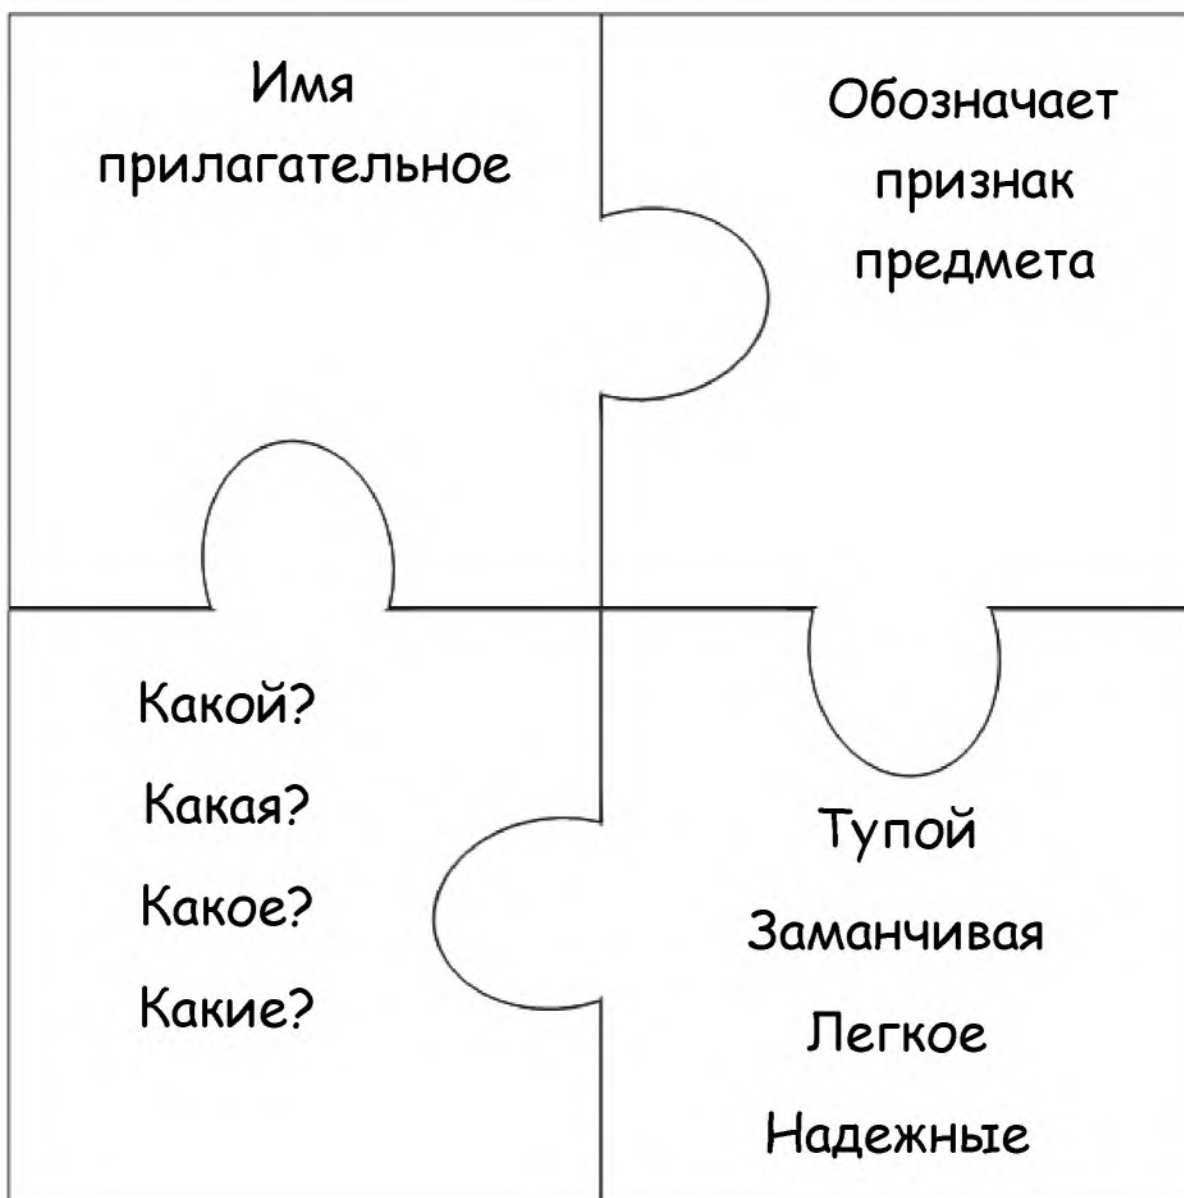 Имя
прилагательное
Обозначает
признак
предмета
Какой?
Какая?
Какое?
Какие?
Тупой
Заманчивая
Легкое
Надежные